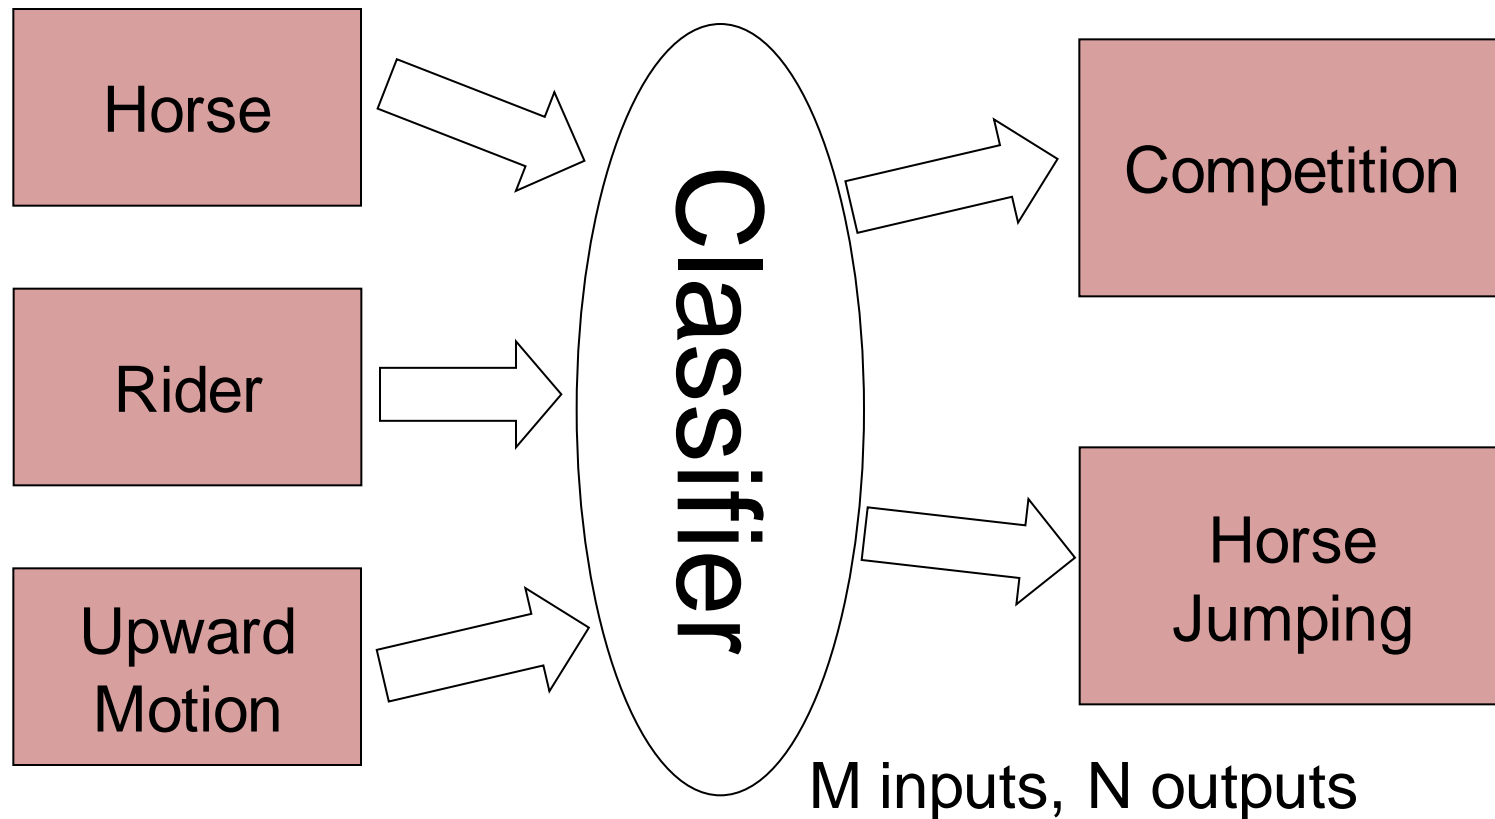 Horse
Rider
Upward
Motion
Classifier
Competition
Horse
Jumping
M inputs, N outputs